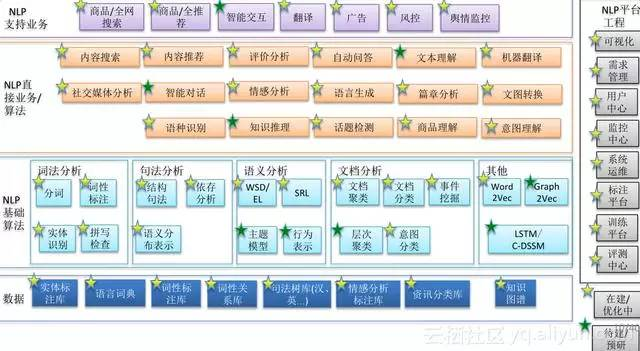 NLP
支持业务
商品/全网
搜索
商品/全
推荐
智能交互
翻译
广告
风控
舆情监控
NLP直
接业务/
算法
内容搜索
内容推荐
评价分析
自动问答
文本理解
机器翻译
社交媒体分析
智能对话
情感分析
语言生成
篇章分析
文图转换
语种识别
知识推理
话题检测
商品理解
意图理解
NLP
基础
算法
词法分析
分词
词性
标注
实体
识别
拼写
检查
句法分析
结构
句法
依存
分析
语义分
布表示
语义分析
WSD/
EL
SRL
主题
模型
行为
表示
文档分析
文档
聚类
文档
分类
事件
挖掘
层次
聚类
意图
分类
其他
Word
2Vec
Graph
2Vec
LSTM/
C-DSSM
数据
实体标
注库
语言词典
词性标
注库
词性关
系库
句法树库(汉、
英...)
情感分析
标注库
资讯分类库
知识
图谱
NLP平台
工程
可视化
需求
管理
用户
中心
监控
中心
系统
运维
标注
平台
训练
平台
评测
中心
在建/
优化中
待建/
预研
云栖社区 yq.aliyun.com